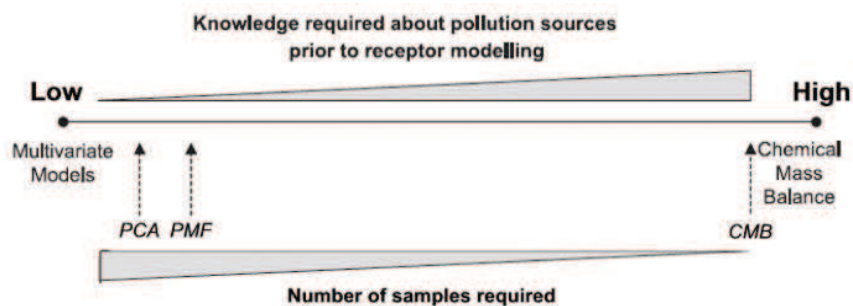 Knowledge required about pollution sources
prior to receptor modelling
Low
High
Multivariate
Models
Chemical
Mass
Balance
PCA
PMF
CMB
Number of samples required